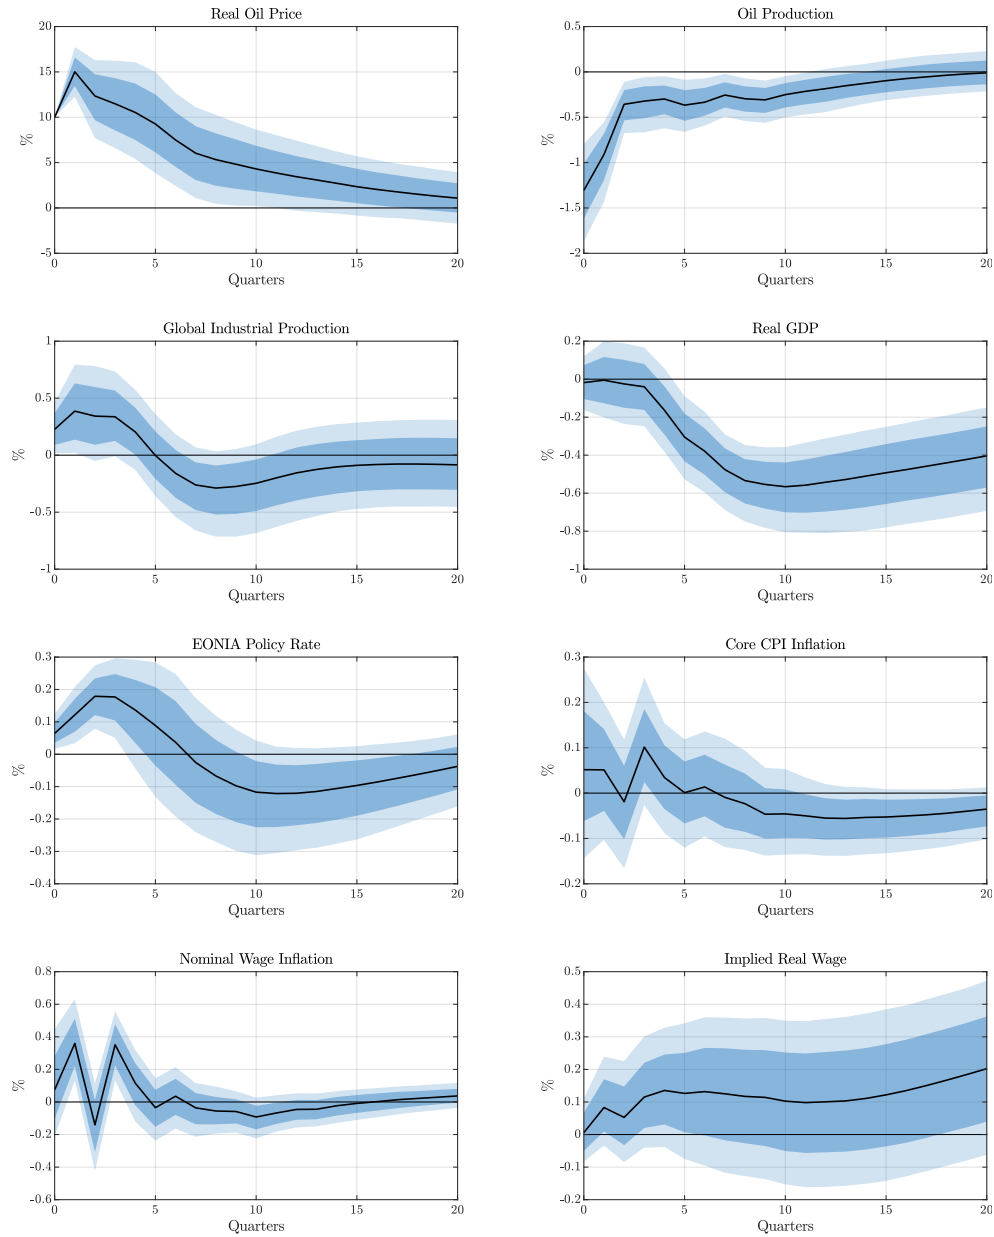 Real Oil Price
20
15
10
5
0
-5
%
0 5 10 15 20
Quarters
Oil Production
0.5
0
-0.5
-1
-1.5
-2
%
0 5 10 15 20
Quarters
Global Industrial Production
1
0.5
0
-0.5
-1
%
0 5 10 15 20
Quarters
Real GDP
0.2
0
-0.2
-0.4
-0.6
-0.8
-1
%
0 5 10 15 20
Quarters
EONIA Policy Rate
0.3
0.2
0.1
0
-0.1
-0.2
-0.3
-0.4
%
0 5 10 15 20
Quarters
Core CPI Inflation
0.3
0.2
0.1
0
-0.1
-0.2
%
0 5 10 15 20
Quarters
Nominal Wage Inflation
0.8
0.6
0.4
0.2
0
-0.2
-0.4
-0.6
%
0 5 10 15 20
Quarters
Implied Real Wage
0.5
0.4
0.3
0.2
0.1
0
-0.1
-0.2
%
0 5 10 15 20
Quarters